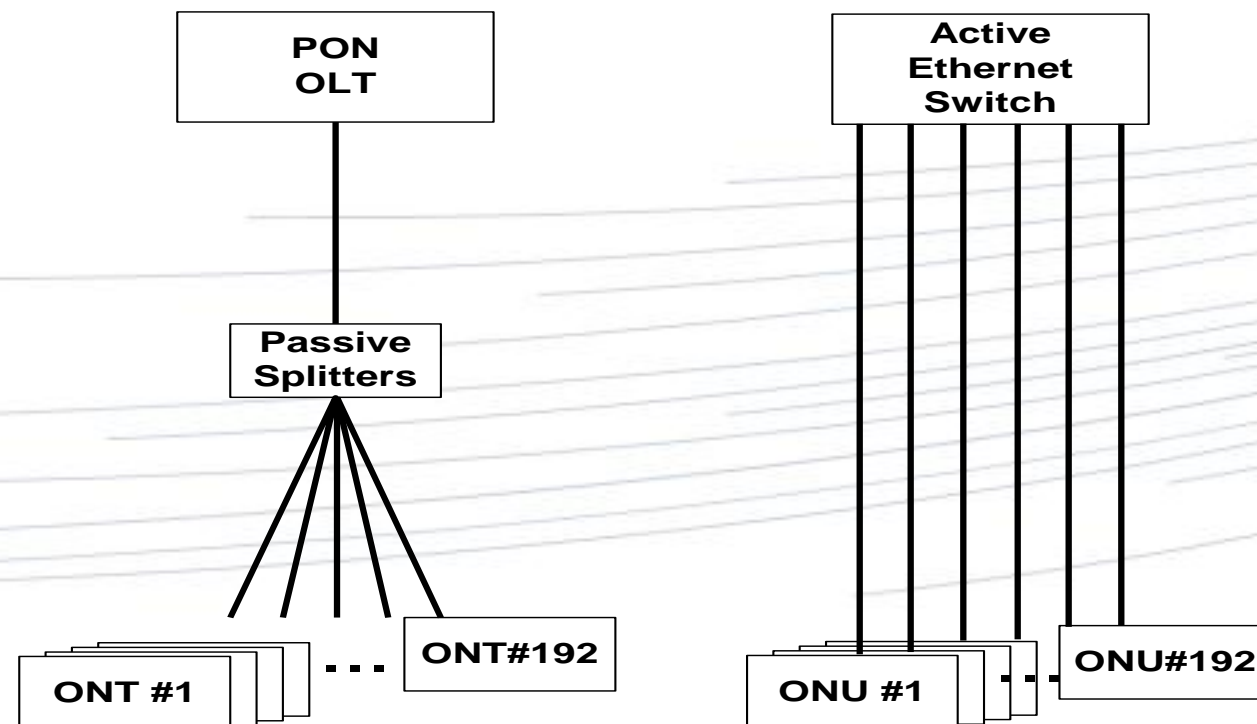 PON
OLT
Active
Ethernet
Switch
Passive
Splitters
ONT #1
ONT#192
ONU #1
ONU#192